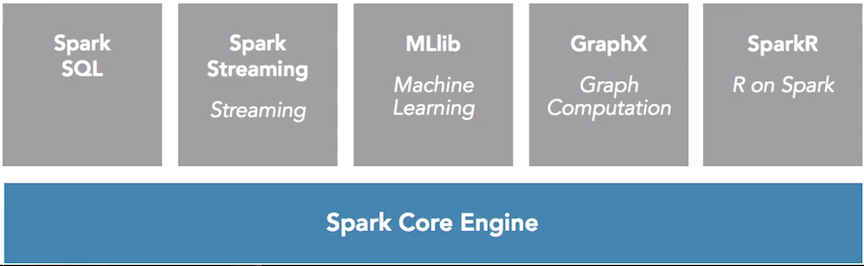 Spark
SQL
Spark
Streaming
Streaming
MLlib
Machine
Learning
GraphX
Graph
Computation
SparkR
R on Spark
Spark Core Engine